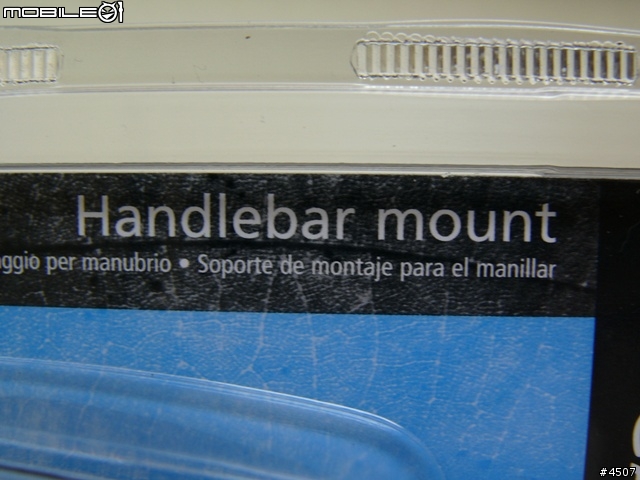 MOBILE01
Handlebar mount
ggio per manubrio • Soporte de montaje para el manillar
#4507